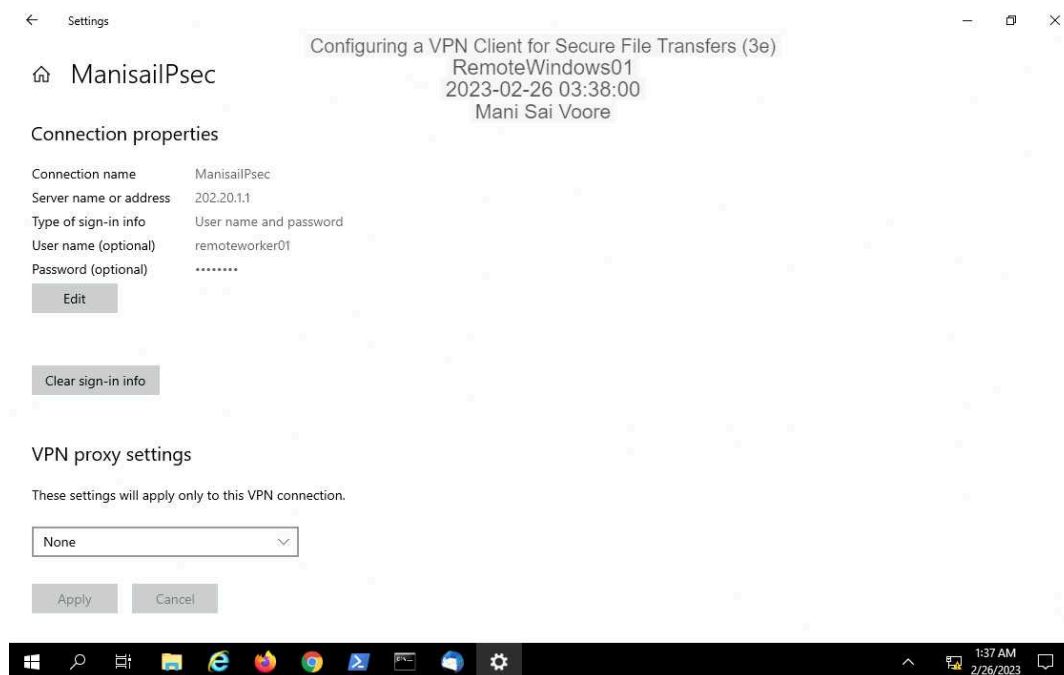 Settings
Configuring a VPN Client for Secure File Transfers (3e)
RemoteWindows01
2023-02-26 03:38:00
Mani Sai Voore
ManisaiIPsec
Connection properties
Connection name ManisaiIPsec
Server name or address 202.20.1.1
Type of sign-in info User name and password
User name (optional) remoteworker01
Password (optional) ••••••••
Edit
Clear sign-in info
VPN proxy settings
These settings will apply only to this VPN connection.
None
Apply Cancel
1:37 AM
2/26/2023